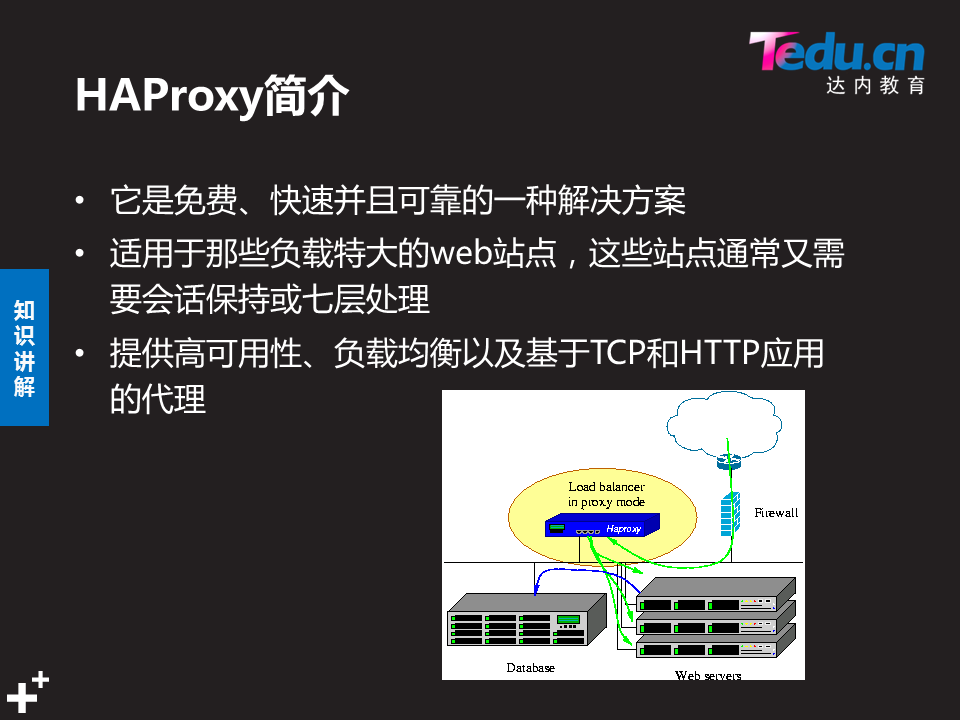 Tedu.cn
达内教育
HAProxy简介
• 它是免费、快速并且可靠的一种解决方案
• 适用于那些负载特大的web站点，这些站点通常又需
要会话保持或七层处理
• 提供高可用性、负载均衡以及基于TCP和HTTP应用
的代理
知
识
讲
解
Load balancer
in proxy mode
Haproxy
Firewall
Database
Web servers